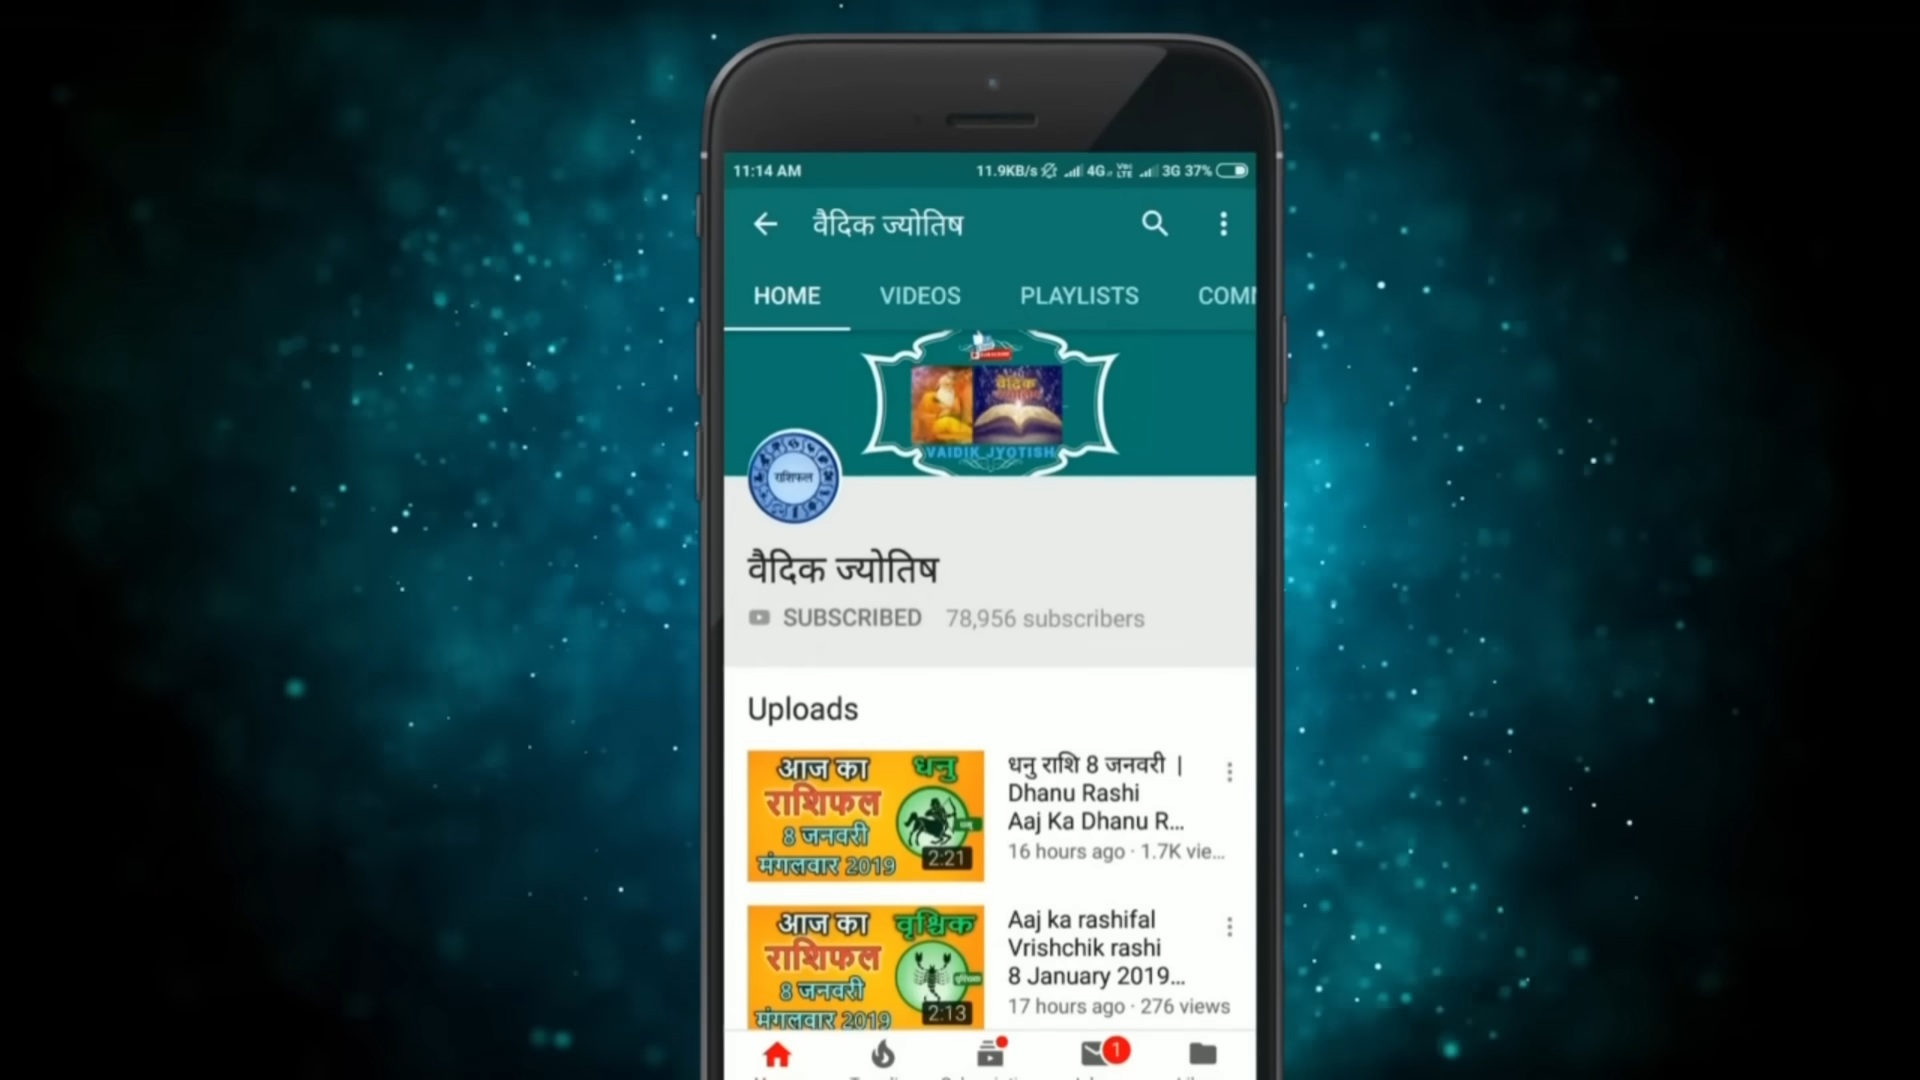 11:14 AM 11.9KB/s 4G VoLTE 3G 37%
वैदिक ज्योतिष
HOME VIDEOS PLAYLISTS COMM
वैदिक
VAIDIK JYOTISH
राशिफल
वैदिक ज्योतिष
SUBSCRIBED 78,956 subscribers
Uploads
आज का धनु
राशिफल
8 जनवरी
मंगलवार 2019
2:21
धनु राशि 8 जनवरी |
Dhanu Rashi
Aaj Ka Dhanu R...
16 hours ago · 1.7K vie...
आज का वृश्चिक
राशिफल
8 जनवरी
मंगलवार 2019
2:13
Aaj ka rashifal
Vrishchik rashi
8 January 2019...
17 hours ago · 276 views
1